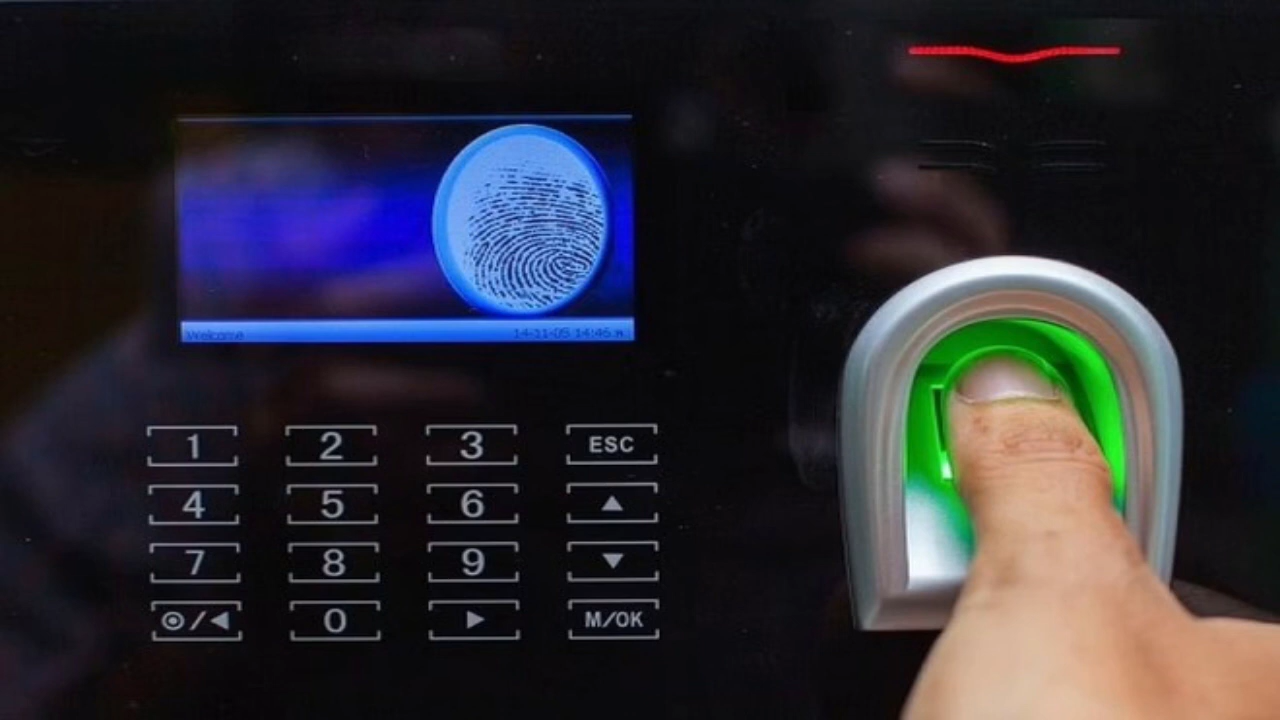 Welcome 14-11-05 14:46
1 2 3 ESC
4 5 6 ▲
7 8 9 ▼
◉/◀ 0 ▶ M/OK